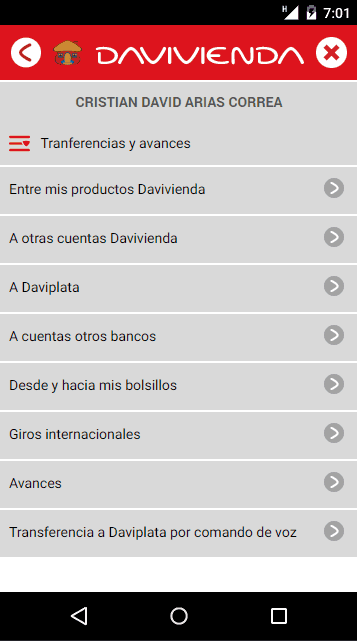 H 7:01
DAVIVIENDA
CRISTIAN DAVID ARIAS CORREA
Tranferencias y avances
Entre mis productos Davivienda
A otras cuentas Davivienda
A Daviplata
A cuentas otros bancos
Desde y hacia mis bolsillos
Giros internacionales
Avances
Transferencia a Daviplata por comando de voz